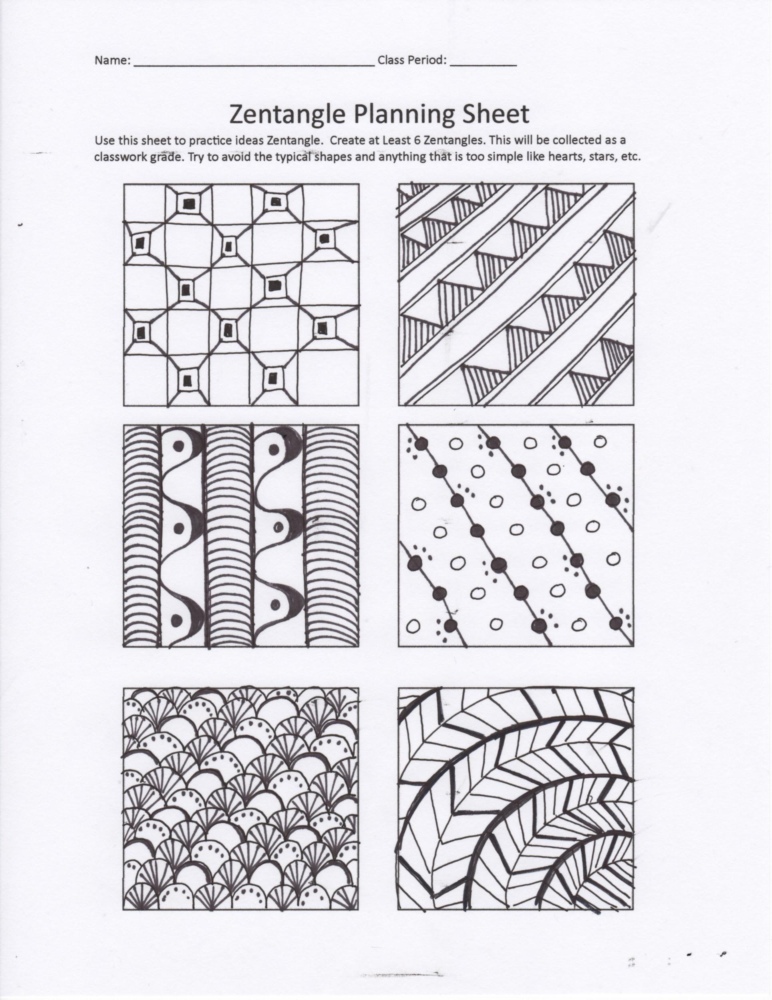 Name: ______________________________ Class Period: ________
Zentangle Planning Sheet
Use this sheet to practice ideas Zentangle.  Create at Least 6 Zentangles. This will be collected as a
classwork grade. Try to avoid the typical shapes and anything that is too simple like hearts, stars, etc.